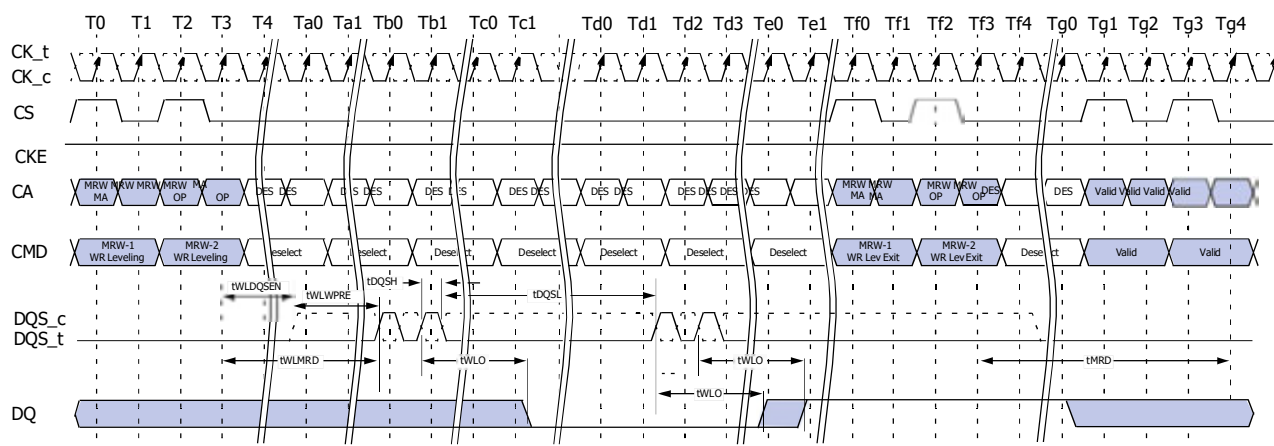 T0 T1 T2 T3 T4 Ta0 Ta1 Tb0 Tb1 Tc0 Tc1 Td0 Td1 Td2 Td3 Te0 Te1 Tf0 Tf1 Tf2 Tf3 Tf4 Tg0 Tg1 Tg2 Tg3 Tg4
CK_t
CK_c
CS
CKE
CA
MRW MRW MRW MRW MA
MA OP OP
DES DES DES DES DES DES DES DES DES DES DES DES DES
MRW MRW MRW MRW DES
MA MA OP OP
DES Valid Valid Valid Valid
CMD
MRW-1 MRW-2
WR Leveling WR Leveling
Deselect Deselect Deselect Deselect Deselect Deselect Deselect
MRW-1 MRW-2
WR Lev Exit WR Lev Exit
Deselect Valid Valid
tWLDQSEN tWLWPRE tDQSH tDQSL
DQS_c
DQS_t
tWLMRD tWLO tWLO tMRD
tWLO
DQ